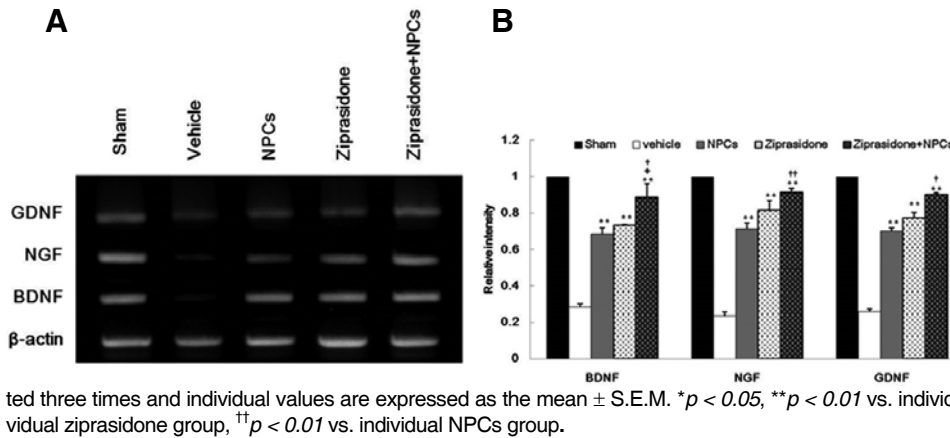 A
B
Sham
Vehicle
NPCs
Ziprasidone
Ziprasidone+NPCs
GDNF
NGF
BDNF
β-actin
1.2
1
0.8
0.6
0.4
0.2
0
Relative intensity
Sham vehicle NPCs Ziprasidone Ziprasidone+NPCs
** ** ** + †
** ** ** ††
** ** ** †
BDNF NGF GDNF
ted three times and individual values are expressed as the mean ± S.E.M. *p < 0.05, **p < 0.01 vs. individ
vidual ziprasidone group, ††p < 0.01 vs. individual NPCs group.